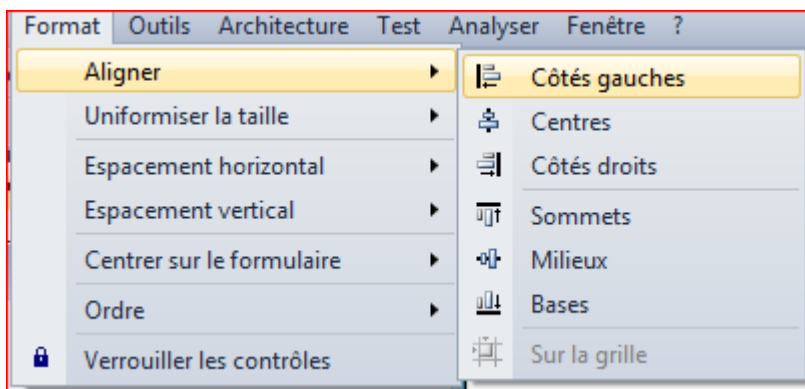 Format Outils Architecture Test Analyser Fenêtre ?
Aligner
Uniformiser la taille
Espacement horizontal
Espacement vertical
Centrer sur le formulaire
Ordre
Verrouiller les contrôles
Côtés gauches
Centres
Côtés droits
Sommets
Milieux
Bases
Sur la grille